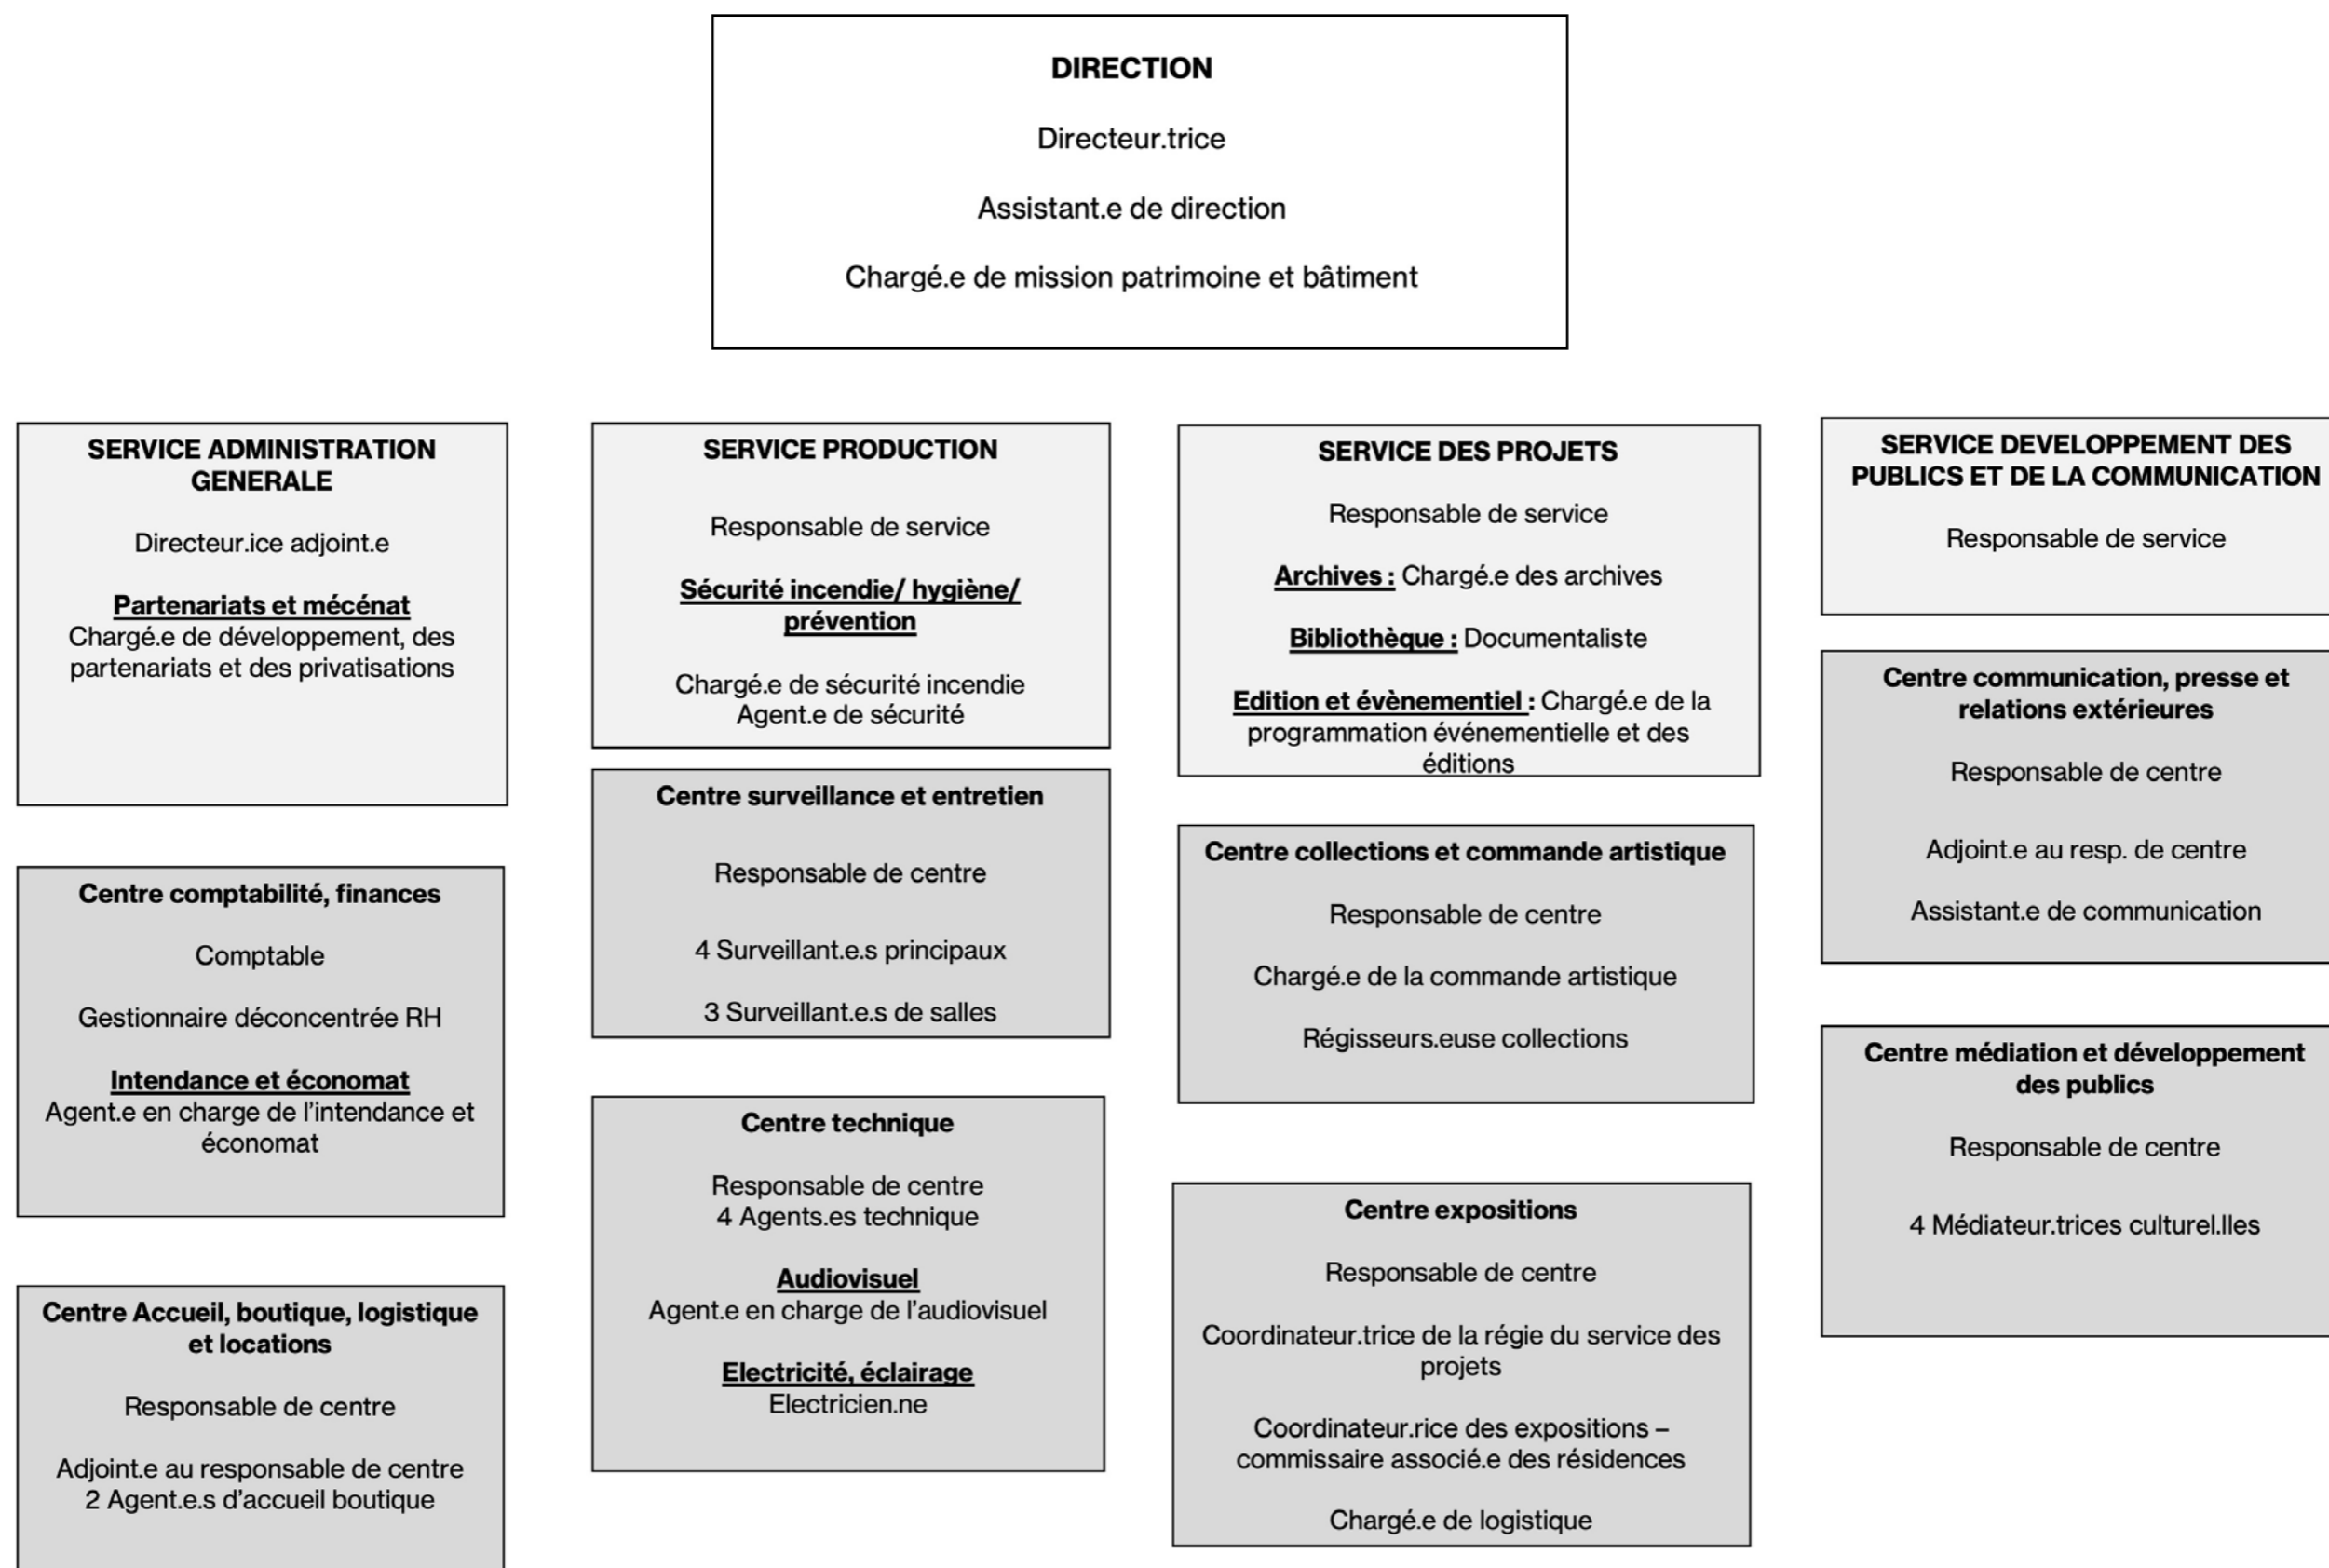 DIRECTION
Directeur.trice
Assistant.e de direction
Chargé.e de mission patrimoine et bâtiment
SERVICE ADMINISTRATION
GENERALE
Directeur.ice adjoint.e
Partenariats et mécénat
Chargé.e de développement, des
partenariats et des privatisations
Centre comptabilité, finances
Comptable
Gestionnaire déconcentrée RH
Intendance et économat
Agent.e en charge de l'intendance et
économat
Centre Accueil, boutique, logistique
et locations
Responsable de centre
Adjoint.e au responsable de centre
2 Agent.e.s d'accueil boutique
SERVICE PRODUCTION
Responsable de service
Sécurité incendie/ hygiène/
prévention
Chargé.e de sécurité incendie
Agent.e de sécurité
Centre surveillance et entretien
Responsable de centre
4 Surveillant.e.s principaux
3 Surveillant.e.s de salles
Centre technique
Responsable de centre
4 Agents.es technique
Audiovisuel
Agent.e en charge de l'audiovisuel
Electricité, éclairage
Electricien.ne
SERVICE DES PROJETS
Responsable de service
Archives : Chargé.e des archives
Bibliothèque : Documentaliste
Edition et évènementiel : Chargé.e de la
programmation événementielle et des
éditions
Centre collections et commande artistique
Responsable de centre
Chargé.e de la commande artistique
Régisseurs.euse collections
Centre expositions
Responsable de centre
Coordinateur.trice de la régie du service des
projets
Coordinateur.rice des expositions –
commissaire associé.e des résidences
Chargé.e de logistique
SERVICE DEVELOPPEMENT DES
PUBLICS ET DE LA COMMUNICATION
Responsable de service
Centre communication, presse et
relations extérieures
Responsable de centre
Adjoint.e au resp. de centre
Assistant.e de communication
Centre médiation et développement
des publics
Responsable de centre
4 Médiateur.trices culturel.lles